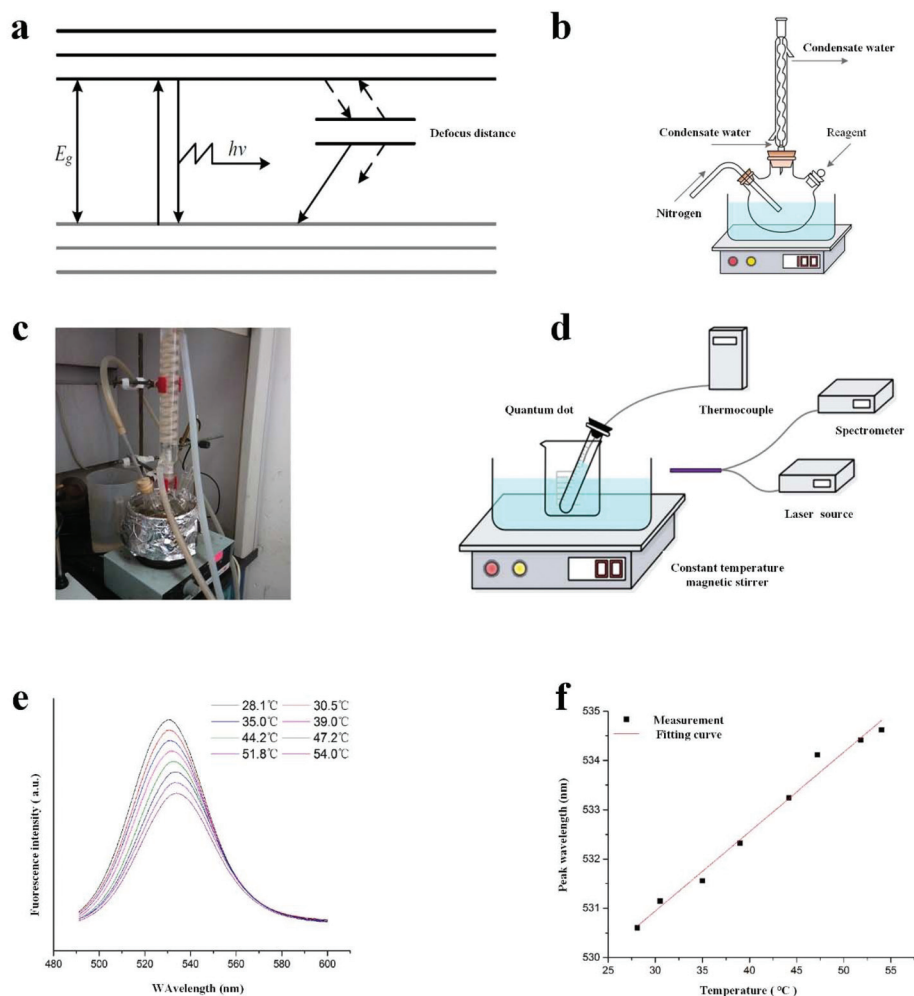 a
E_g
hν
Defocus distance
b
Condensate water
Condensate water
Reagent
Nitrogen
c
d
Quantum dot
Thermocouple
Spectrometer
Laser source
Constant temperature
magnetic stirrer
e
28.1℃ 30.5℃
35.0℃ 39.0℃
44.2℃ 47.2℃
51.8℃ 54.0℃
Fuorescence intensity ( a.u.)
480 500 520 540 560 580 600
WAvelength (nm)
f
Measurement
Fitting curve
Peak wavelength (nm)
535
534
533
532
531
530
25 30 35 40 45 50 55
Temperature ( °C)